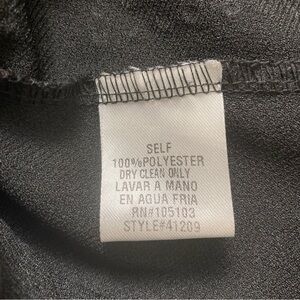 SELF
100%POLYESTER
DRY CLEAN ONLY
LAVAR A MANO
EN AGUA FRIA
RN#105103
STYLE#41209